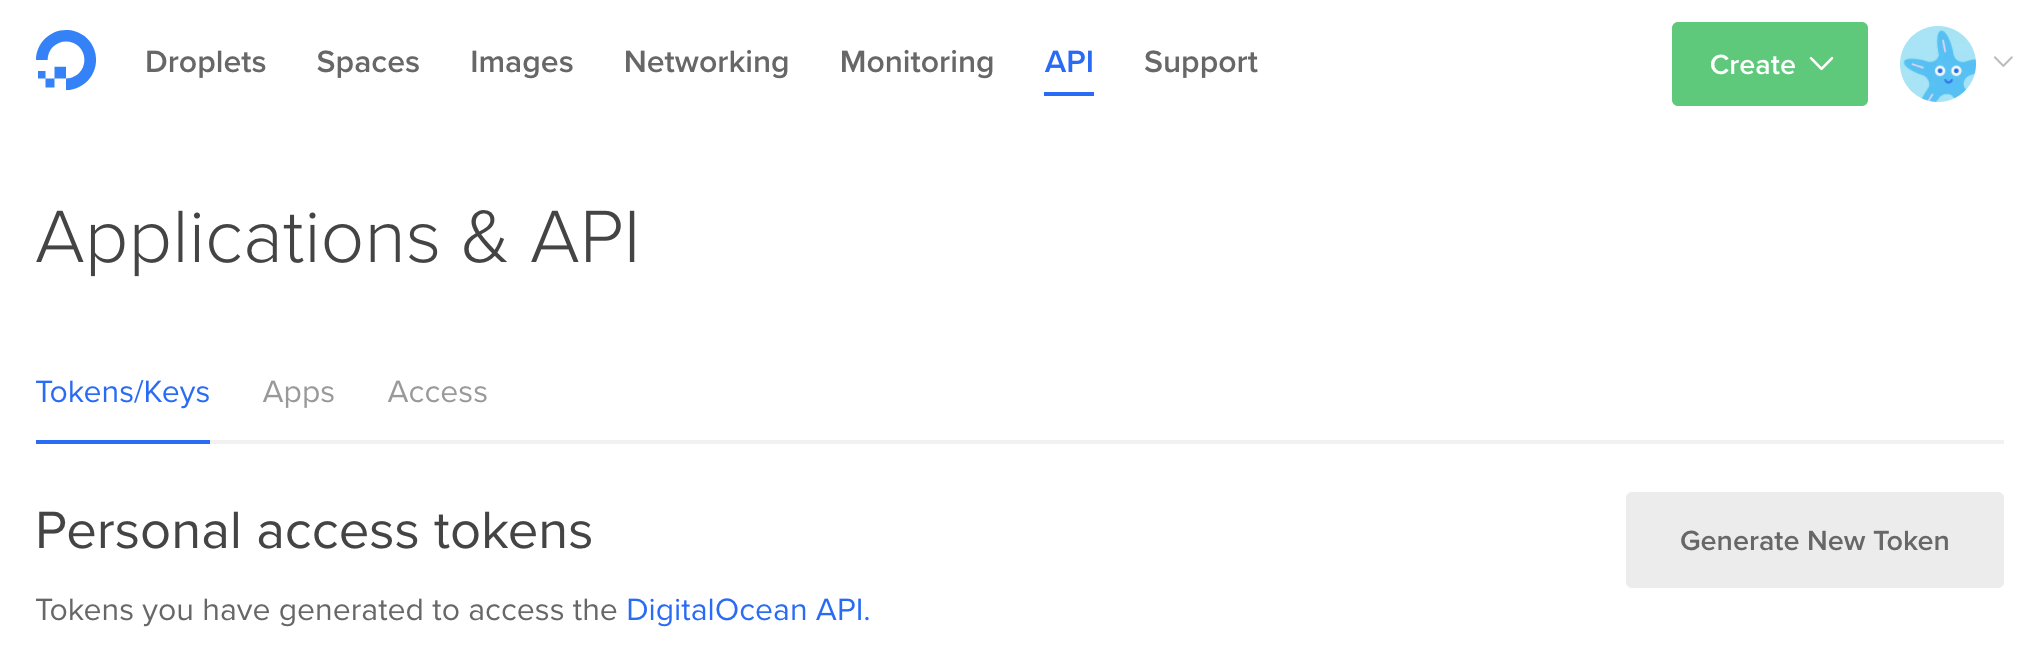 Droplets Spaces Images Networking Monitoring API Support Create
Applications & API
Tokens/Keys Apps Access
Personal access tokens
Generate New Token
Tokens you have generated to access the DigitalOcean API.